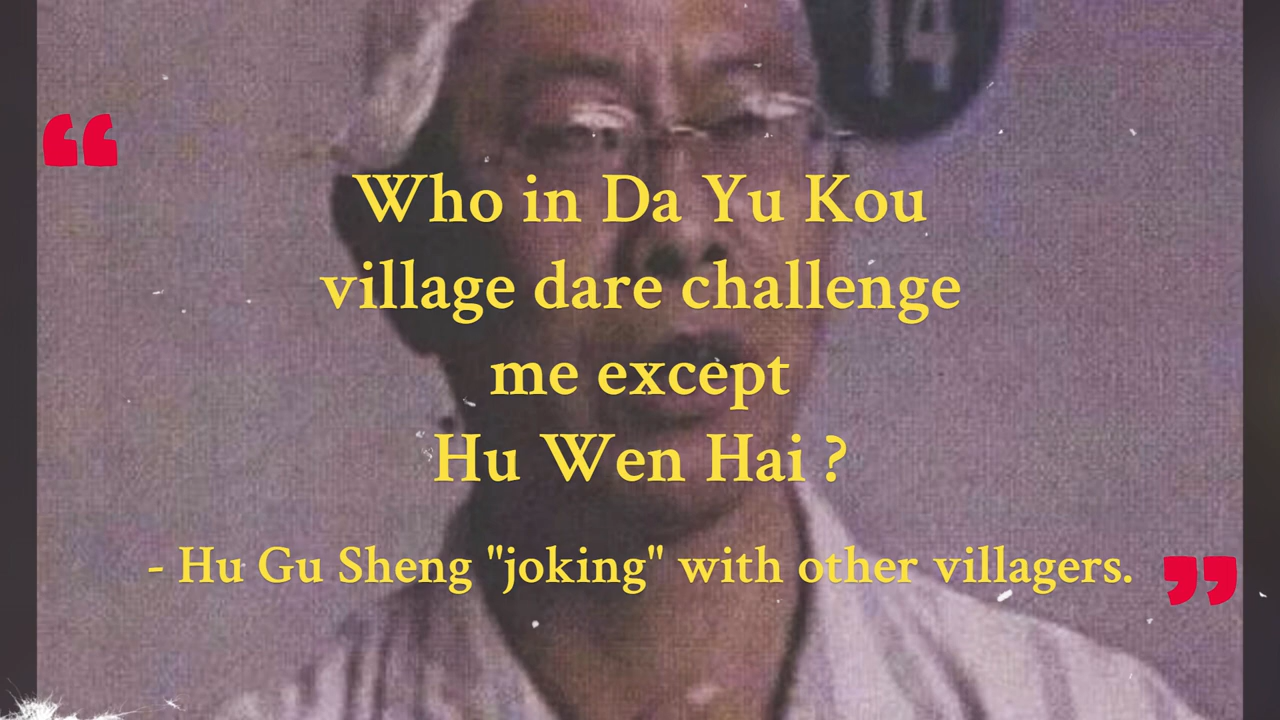 14
“
Who in Da Yu Kou
village dare challenge
me except
Hu Wen Hai ?
- Hu Gu Sheng "joking" with other villagers.
”